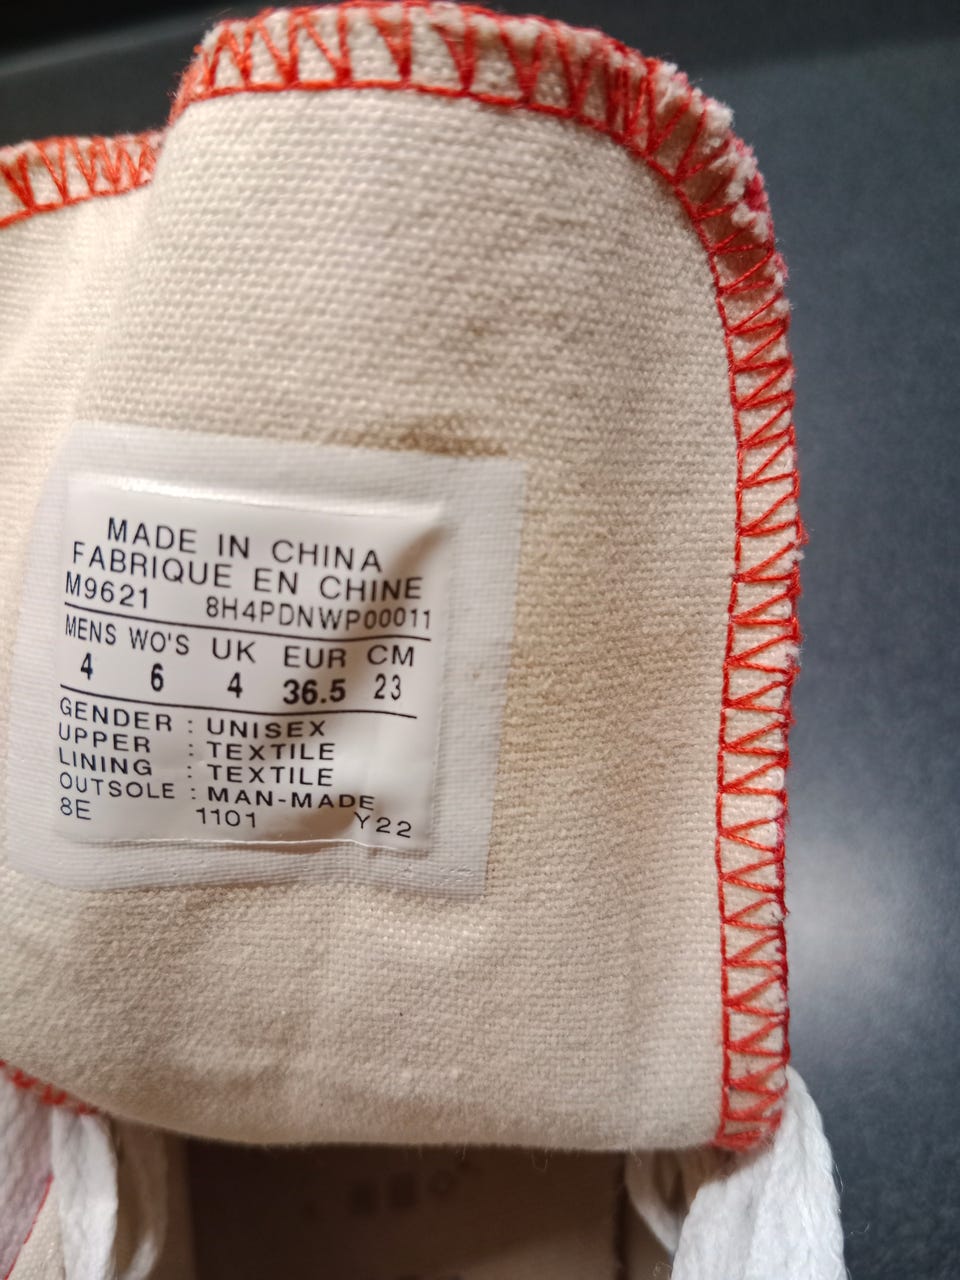 MADE IN CHINA
FABRIQUE EN CHINE
M9621 8H4PDNWP00011
MENS WO'S UK EUR CM
4 6 4 36.5 23
GENDER : UNISEX
UPPER : TEXTILE
LINING : TEXTILE
OUTSOLE : MAN-MADE
8E 1101 Y22